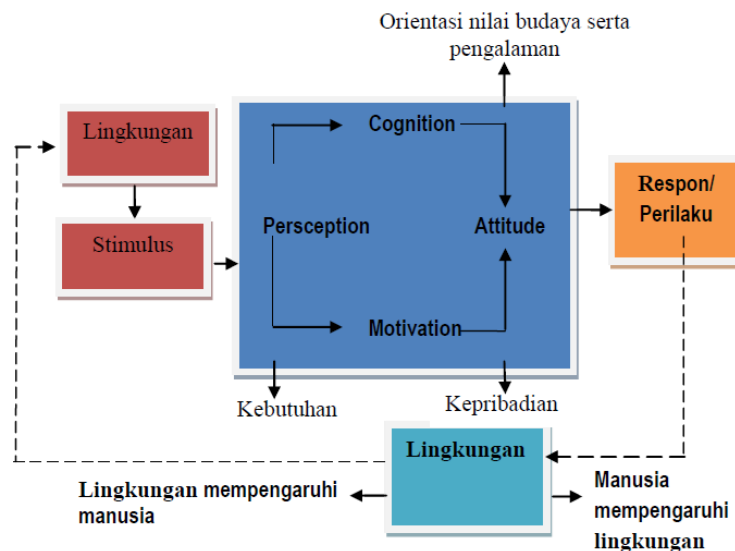 Orientasi nilai budaya serta
pengalaman
Lingkungan
Cognition
Respon/
Perilaku
Stimulus
Persception
Attitude
Motivation
Kebutuhan
Kepribadian
Lingkungan
Lingkungan mempengaruhi
manusia
Manusia
mempengaruhi
lingkungan